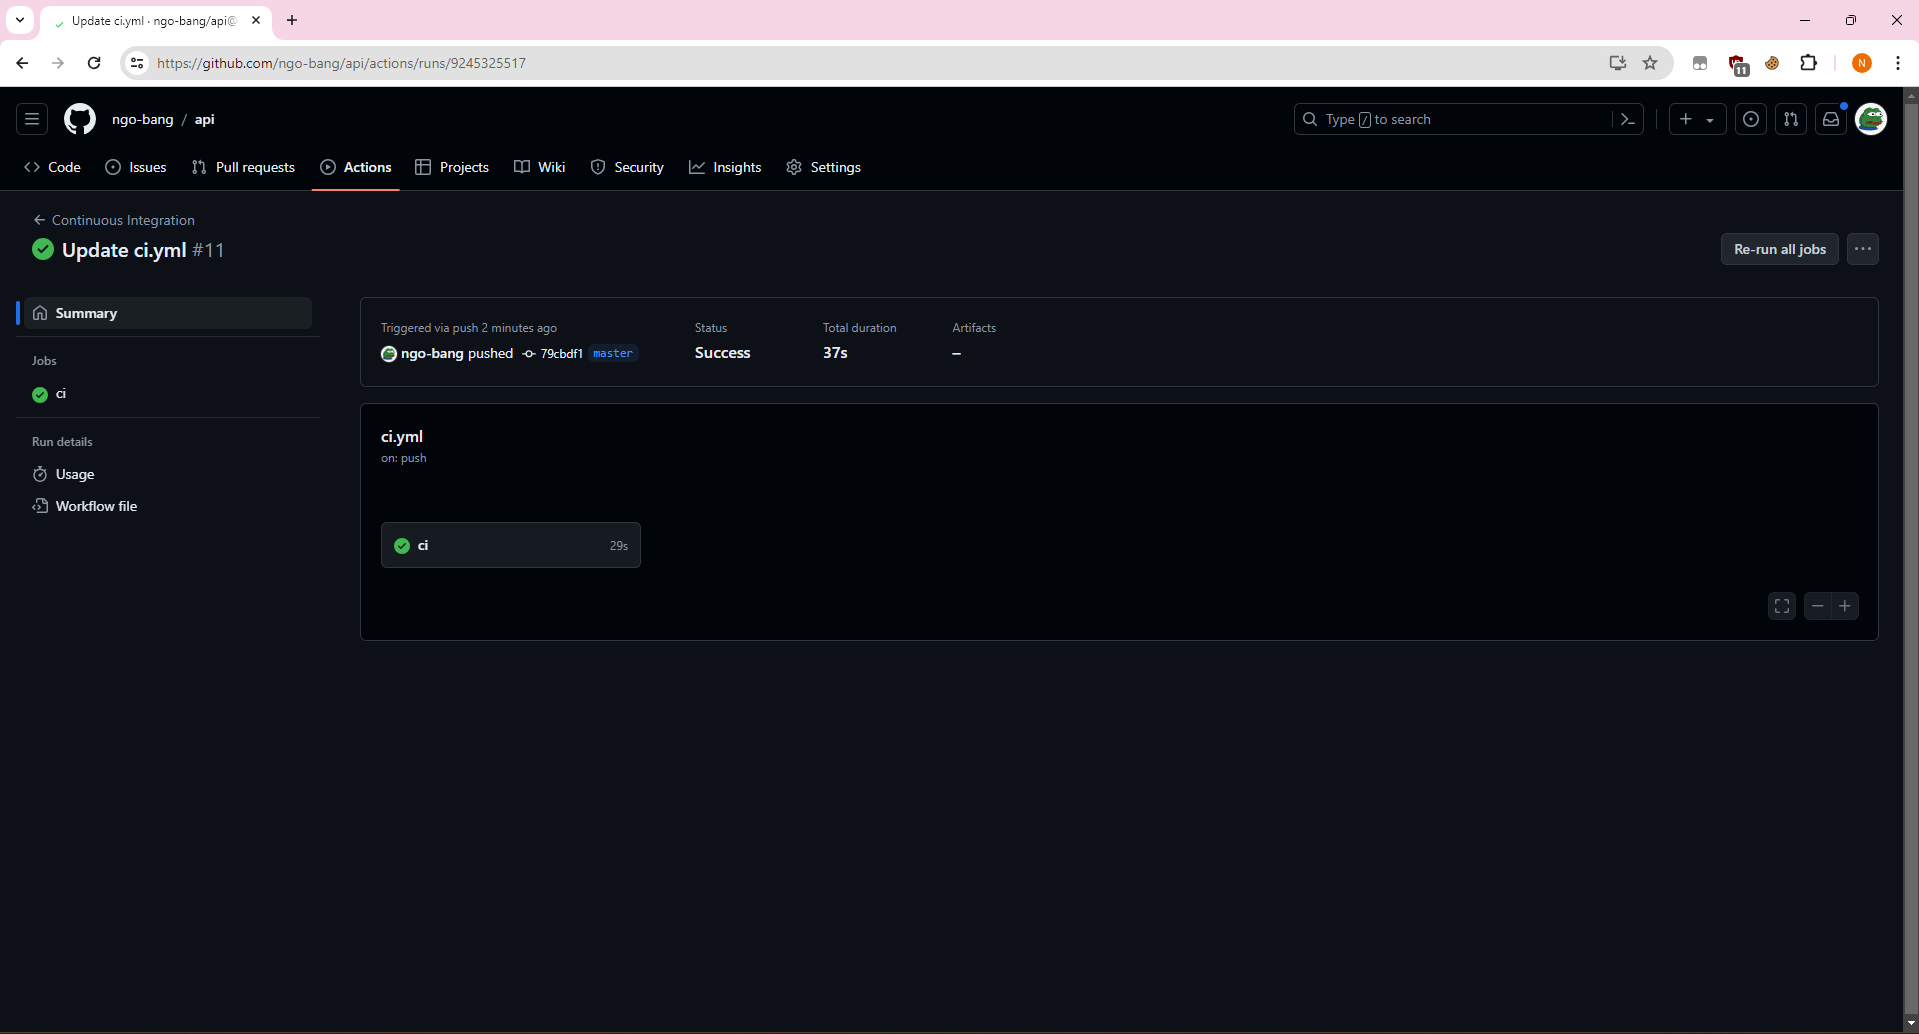 Update ci.yml · ngo-bang/api@
https://github.com/ngo-bang/api/actions/runs/9245325517
11
N
ngo-bang / api
Type / to search
Code Issues Pull requests Actions Projects Wiki Security Insights Settings
Continuous Integration
Update ci.yml #11
Re-run all jobs
Summary
Jobs
ci
Run details
Usage
Workflow file
Triggered via push 2 minutes ago
ngo-bang pushed 79cbdf1 master
Status
Success
Total duration
37s
Artifacts
–
ci.yml
on: push
ci 29s